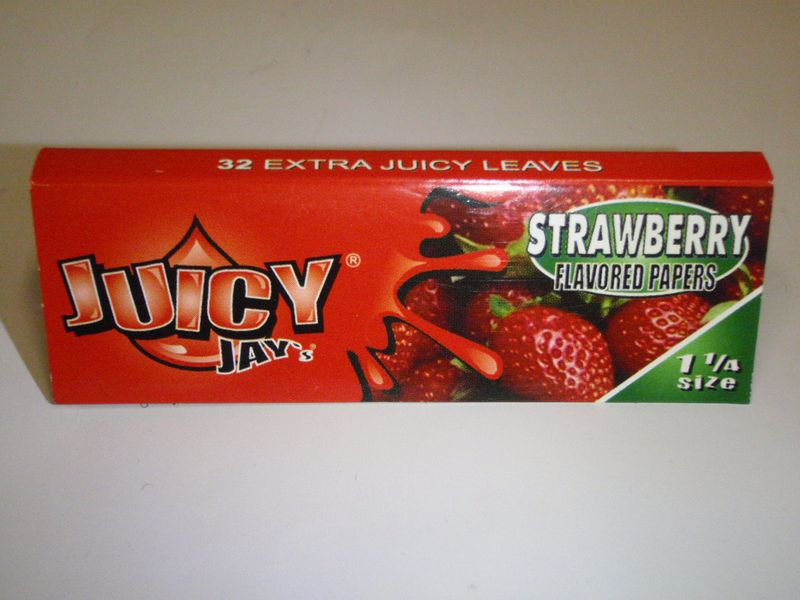 32 EXTRA JUICY LEAVES
JUICY®
JAY's
STRAWBERRY
FLAVORED PAPERS
1 1/4
size